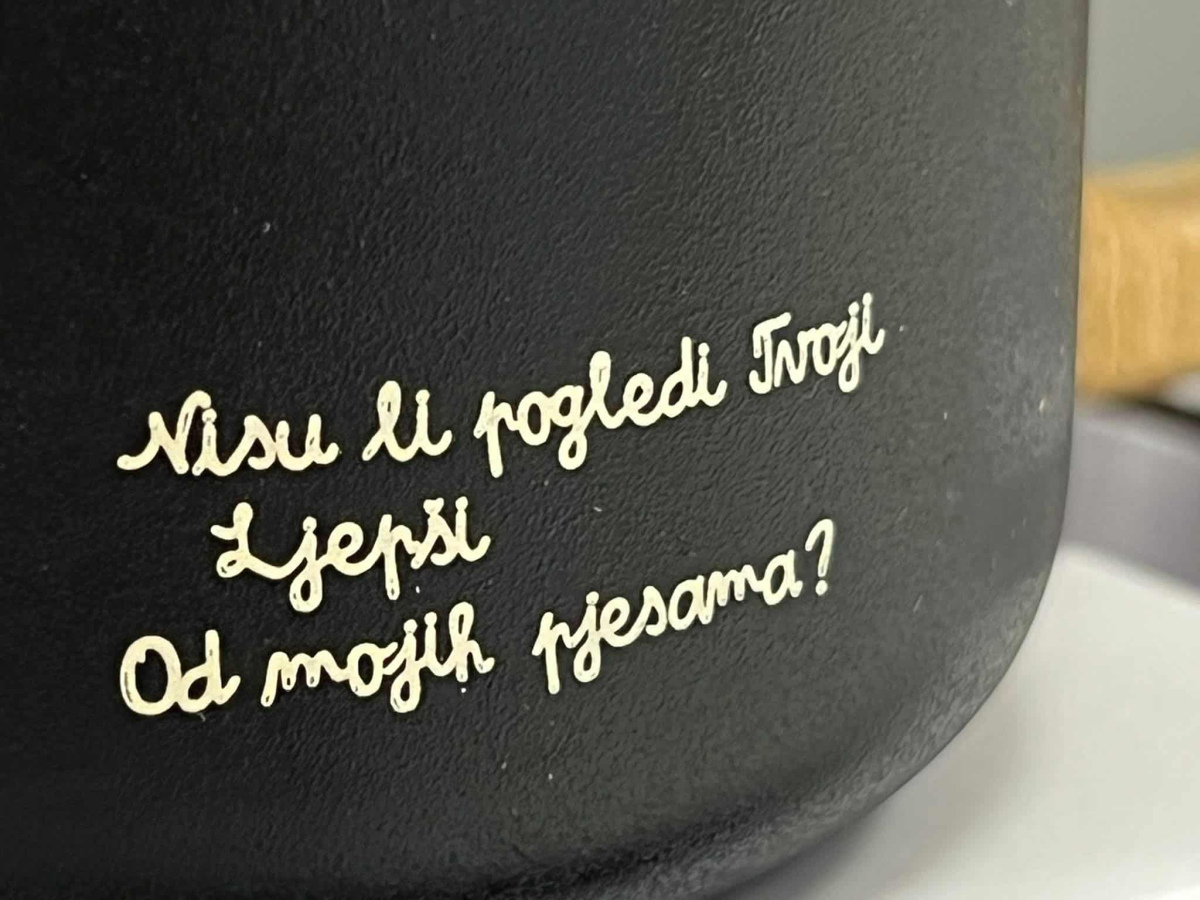 Nisu li pogledi Tvoji
Ljepši
Od mojih pjesama?